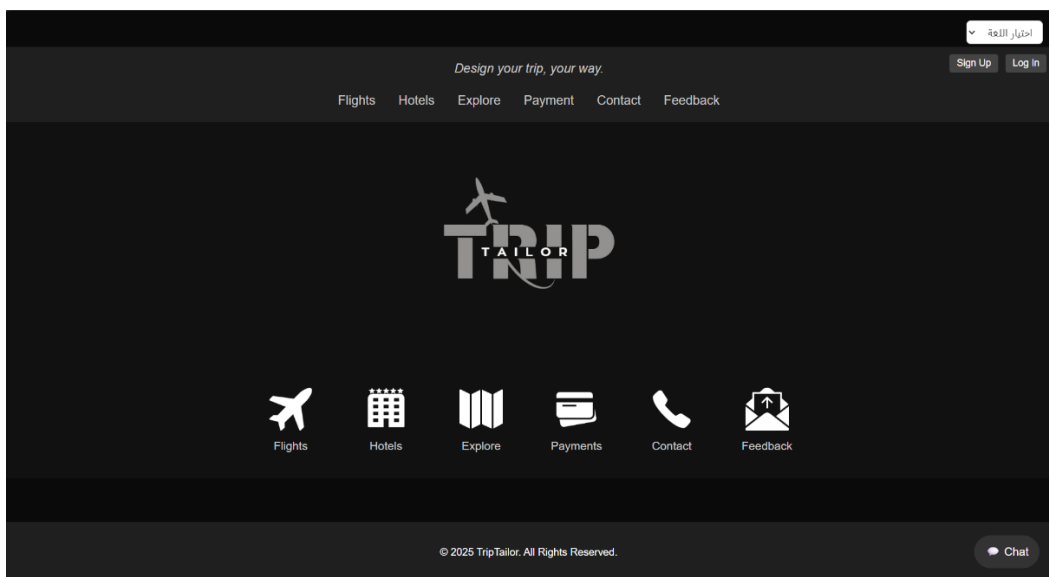 اختيار اللغة
Sign Up Log In
Design your trip, your way.
Flights Hotels Explore Payment Contact Feedback
TRIP
TAILOR
Flights Hotels Explore Payments Contact Feedback
© 2025 TripTailor. All Rights Reserved.
Chat